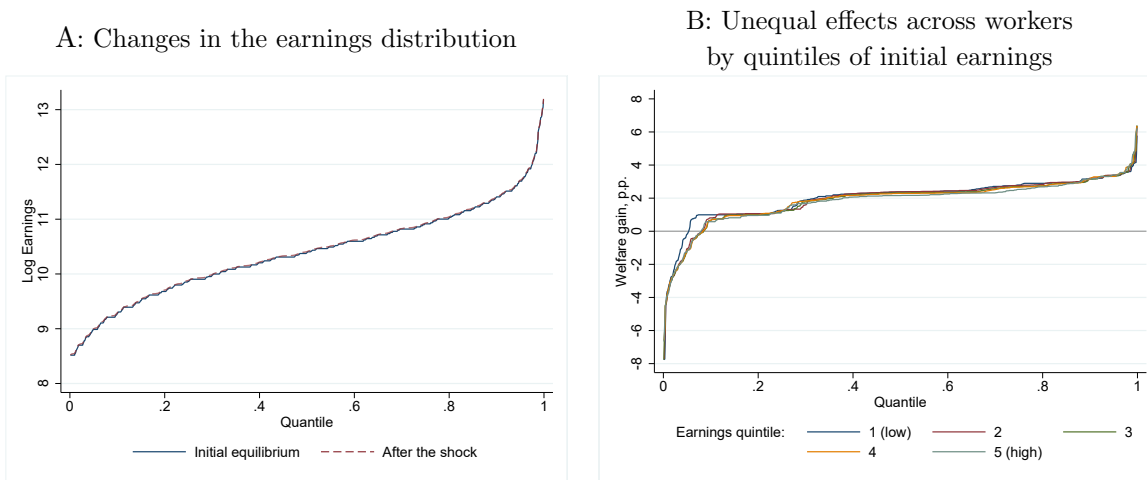 A: Changes in the earnings distribution
13
12
11
10
9
8
Log Earnings
0 .2 .4 .6 .8 1
Quantile
Initial equilibrium After the shock
B: Unequal effects across workers
by quintiles of initial earnings
8
6
4
2
0
-2
-4
-6
-8
Welfare gain, p.p.
0 .2 .4 .6 .8 1
Quantile
Earnings quintile: 1 (low) 2 3
4 5 (high)